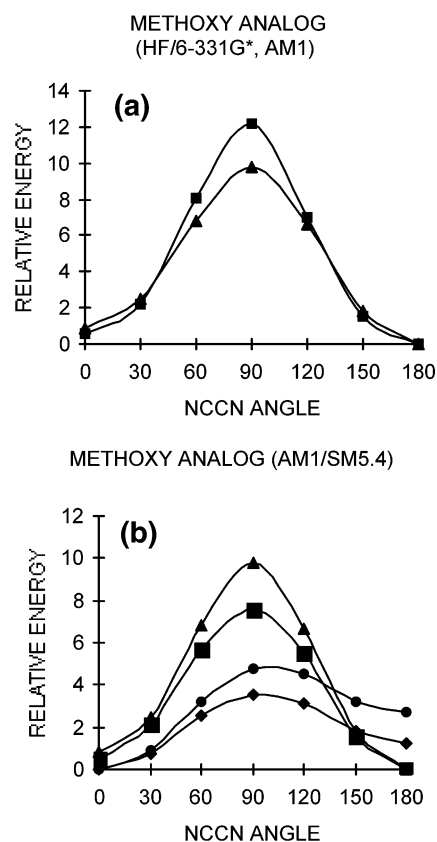 METHOXY ANALOG
(HF/6-331G*, AM1)
(a)
RELATIVE ENERGY
14
12
10
8
6
4
2
0
0 30 60 90 120 150 180
NCCN ANGLE
METHOXY ANALOG (AM1/SM5.4)
(b)
RELATIVE ENERGY
12
10
8
6
4
2
0
0 30 60 90 120 150 180
NCCN ANGLE